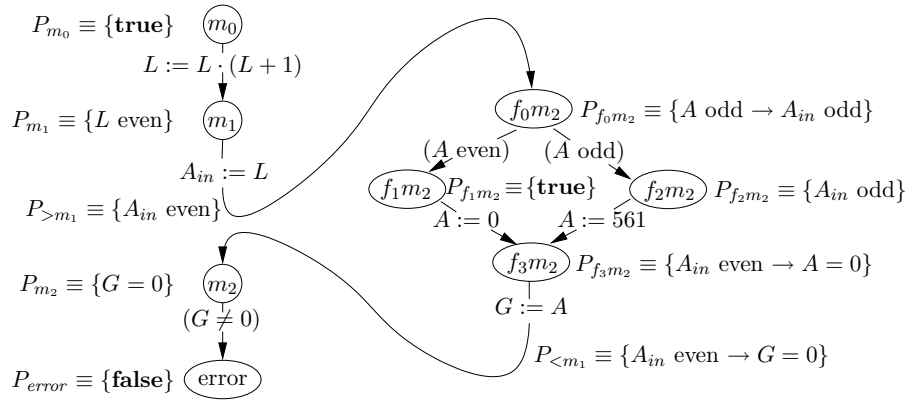 P_{m_0} ≡ {true} m_0
L := L · (L + 1)
P_{m_1} ≡ {L even} m_1
A_{in} := L
P_{>m_1} ≡ {A_{in} even}
P_{m_2} ≡ {G = 0} m_2
(G ≠ 0)
P_{error} ≡ {false} error
f_0m_2 P_{f_0m_2} ≡ {A odd → A_{in} odd}
(A even) (A odd)
f_1m_2 P_{f_1m_2} ≡ {true} f_2m_2 P_{f_2m_2} ≡ {A_{in} odd}
A := 0 A := 561
f_3m_2 P_{f_3m_2} ≡ {A_{in} even → A = 0}
G := A
P_{<m_1} ≡ {A_{in} even → G = 0}